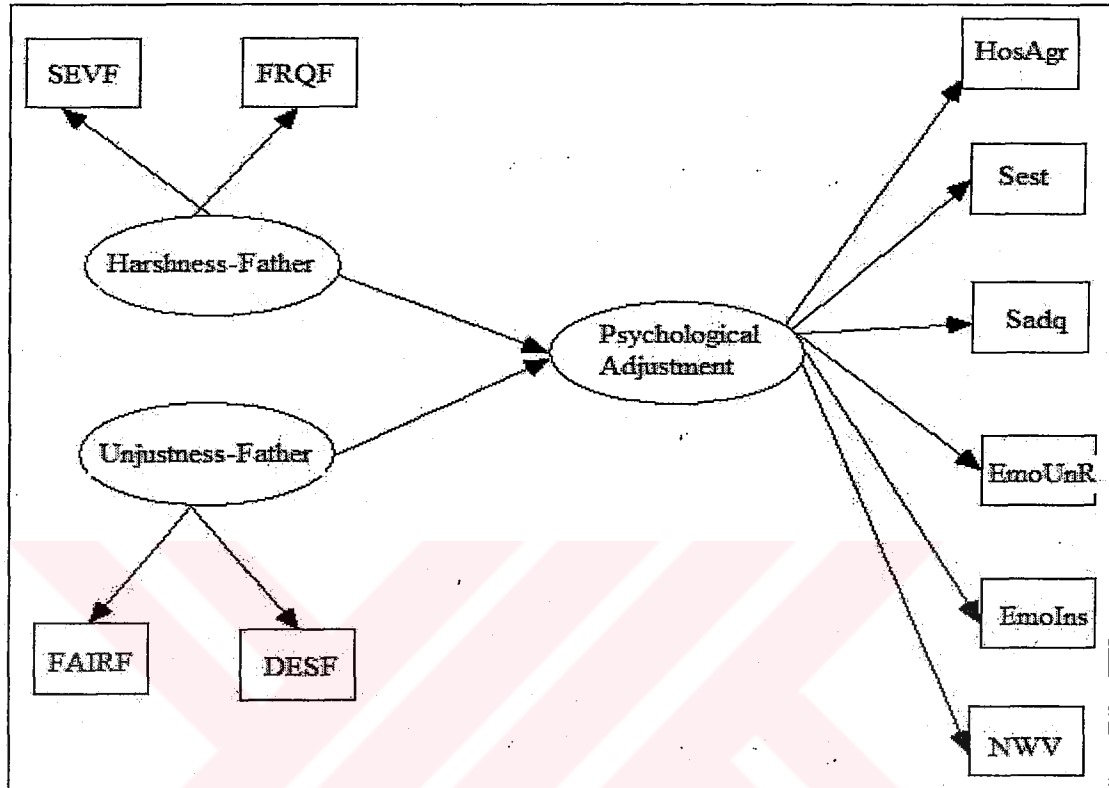 SEVF
FRQF
HosAgr
Sest
Harshness-Father
Sadq
Psychological
Adjustment
Unjustness-Father
EmoUnR
EmoIns
FAIRF
DESF
NWV